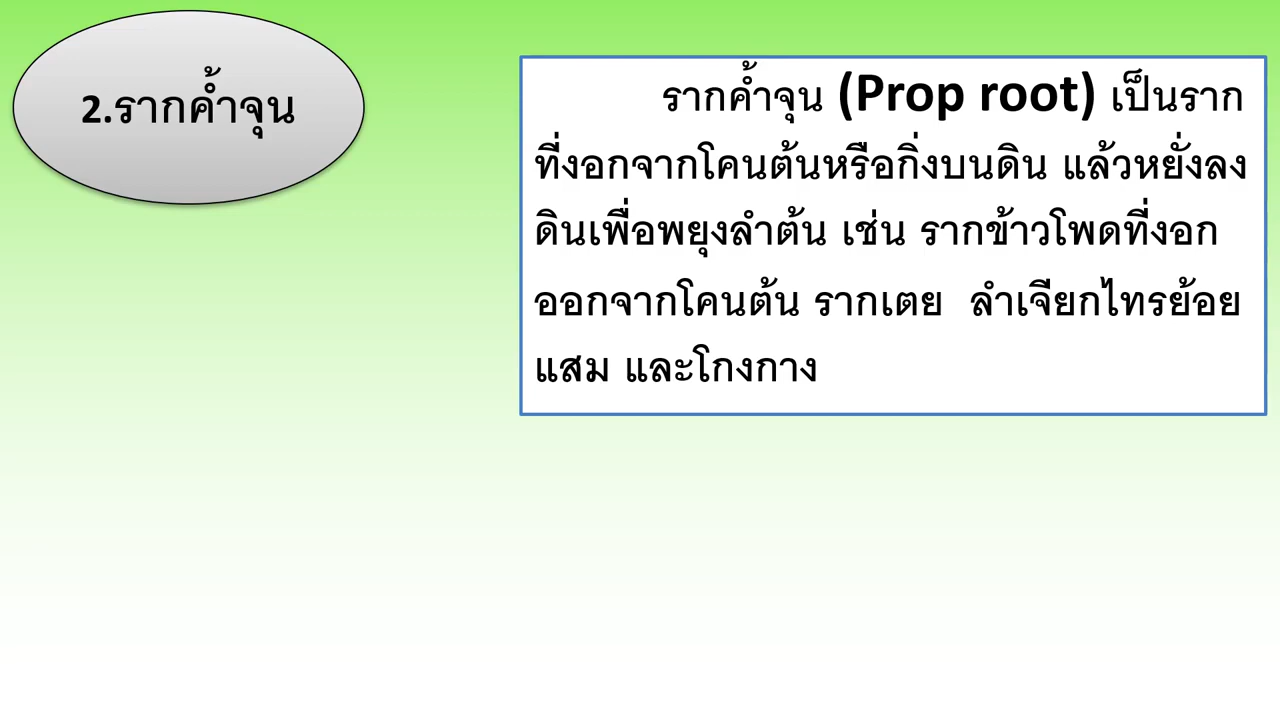 2.รากค้ำจุน
รากค้ำจุน (Prop root) เป็นราก
ที่งอกจากโคนต้นหรือกิ่งบนดิน แล้วหยั่งลง
ดินเพื่อพยุงลำต้น เช่น รากข้าวโพดที่งอก
ออกจากโคนต้น รากเตย ลำเจียกไทรย้อย
แสม และโกงกาง